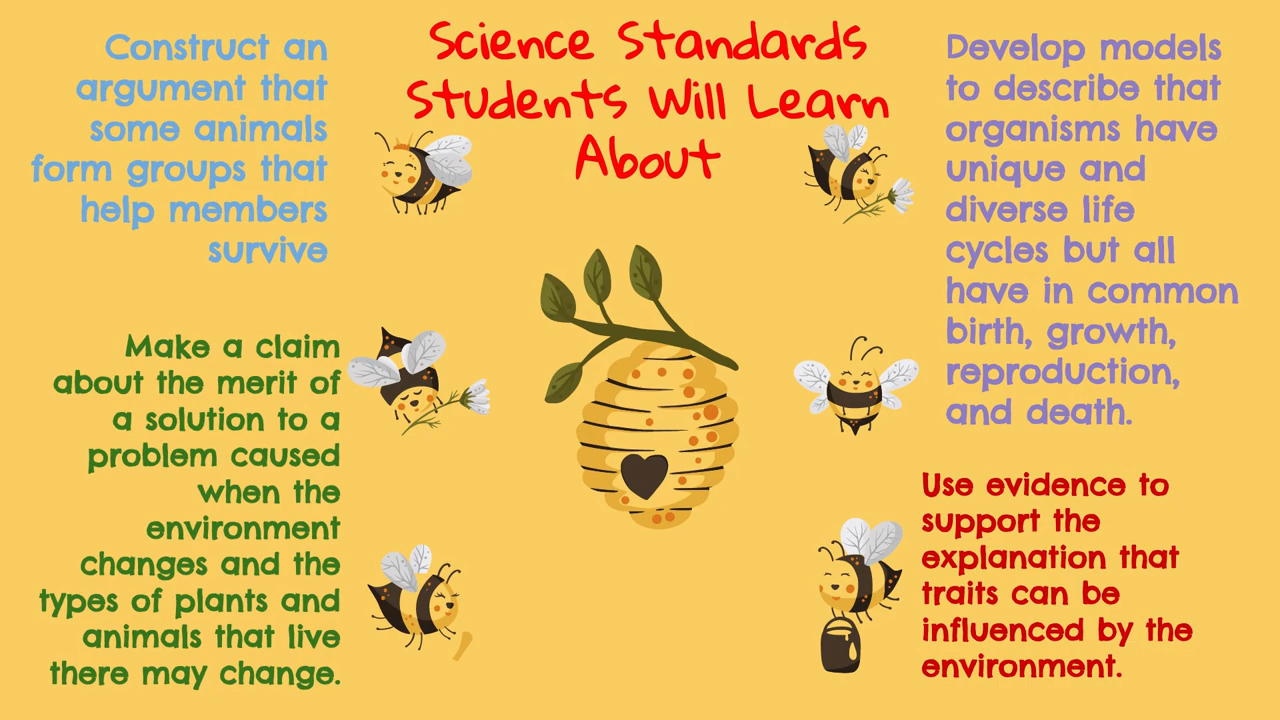 Science Standards
Students Will Learn
About
Construct an
argument that
some animals
form groups that
help members
survive
Make a claim
about the merit of
a solution to a
problem caused
when the
environment
changes and the
types of plants and
animals that live
there may change.
Develop models
to describe that
organisms have
unique and
diverse life
cycles but all
have in common
birth, growth,
reproduction,
and death.
Use evidence to
support the
explanation that
traits can be
influenced by the
environment.